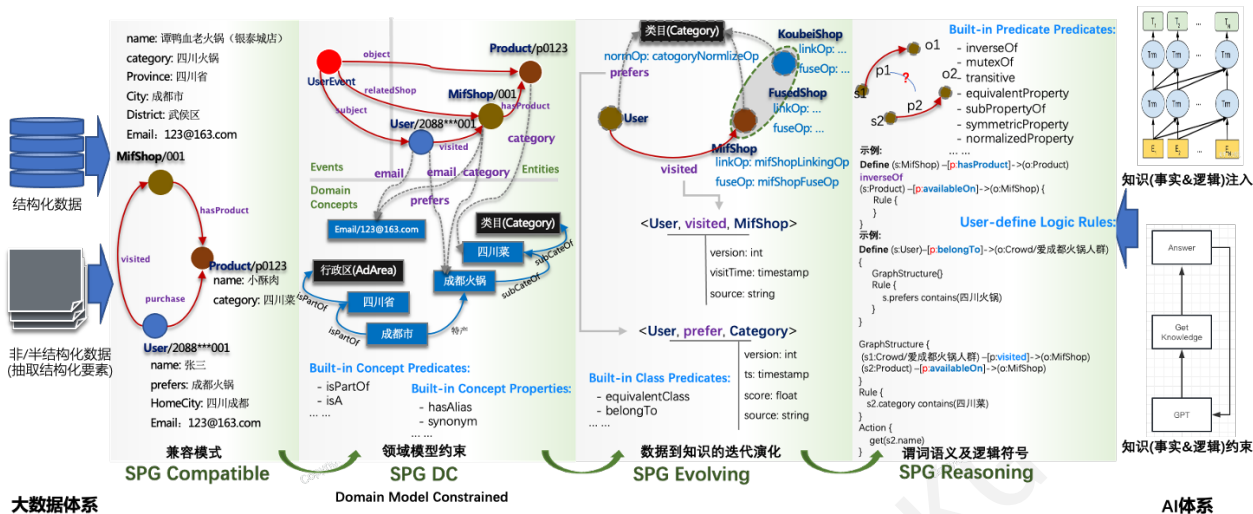 结构化数据
非/半结构化数据
(抽取结构化要素)
大数据体系
name: 谭鸭血老火锅（银泰城店）
category: 四川火锅
Province: 四川省
City: 成都市
District: 武侯区
Email：123@163.com
MifShop/001
hasProduct
visited
Product/p0123
name: 小酥肉
category: 四川菜
purchase
User/2088***001
name: 张三
prefers: 成都火锅
HomeCity: 四川成都
Email：123@163.com
兼容模式
SPG Compatible
object
Product/p0123
UserEvent
relatedShop
MifShop/001
hasProduct
subject
User/2088***001
visited
category
Events
email
email
category
Entities
Domain
Concepts
prefers
Email/123@163.com
类目(Category)
四川菜
subCateOf
行政区(AdArea)
成都火锅
subCateOf
isPartOf
四川省
isPartOf
成都市
特产
Built-in Concept Predicates:
- isPartOf
- isA
... ...
Built-in Concept Properties:
- hasAlias
- synonym
... ...
领域模型约束
SPG DC
Domain Model Constrained
类目(Category)
normOp: catogoryNormlizeOp
prefers
KoubeiShop
linkOp: ...
fuseOp: ...
FusedShop
linkOp: ...
fuseOp: ...
User
MifShop
linkOp: mifShopLinkingOp
fuseOp: mifShopFuseOp
visited
<User, visited, MifShop>
version: int
visitTime: timestamp
source: string
<User, prefer, Category>
version: int
ts: timestamp
score: float
source: string
Built-in Class Predicates:
- equivalentClass
- belongTo
... ...
数据到知识的迭代演化
SPG Evolving
Built-in Predicate Predicates:
- inverseOf
- mutexOf
- transitive
- equivalentProperty
- subPropertyOf
- symmetricProperty
- normalizedProperty
... ...
o1
p1
?
s1
o2
p2
s2
示例:
Define (s:MifShop) –[p:hasProduct]->(o:Product)
inverseOf
(s:Product) –[p:availableOn]->(o:MifShop) {
Rule {
}
}
User-define Logic Rules:
示例:
Define (s:User)–[p:belongTo]->(o:Crowd/爱成都火锅人群)
{
GraphStructure{}
Rule {
s.prefers contains(四川火锅)
}
}
GraphStructure {
(s1:Crowd/爱成都火锅人群) –[p:visited]->(o:MifShop)
(s2:Product) –[p:availableOn]->(o:MifShop)
}
Rule {
s2.category contains(四川菜)
}
Action {
get(s2.name)
}
谓词语义及逻辑符号
SPG Reasoning
T1 T2 ... TN
Trm Trm ... Trm
Trm Trm ... Trm
E1 E2 ... EN
知识(事实&逻辑)注入
Answer
Get
Knowledge
GPT
知识(事实&逻辑)约束
AI体系